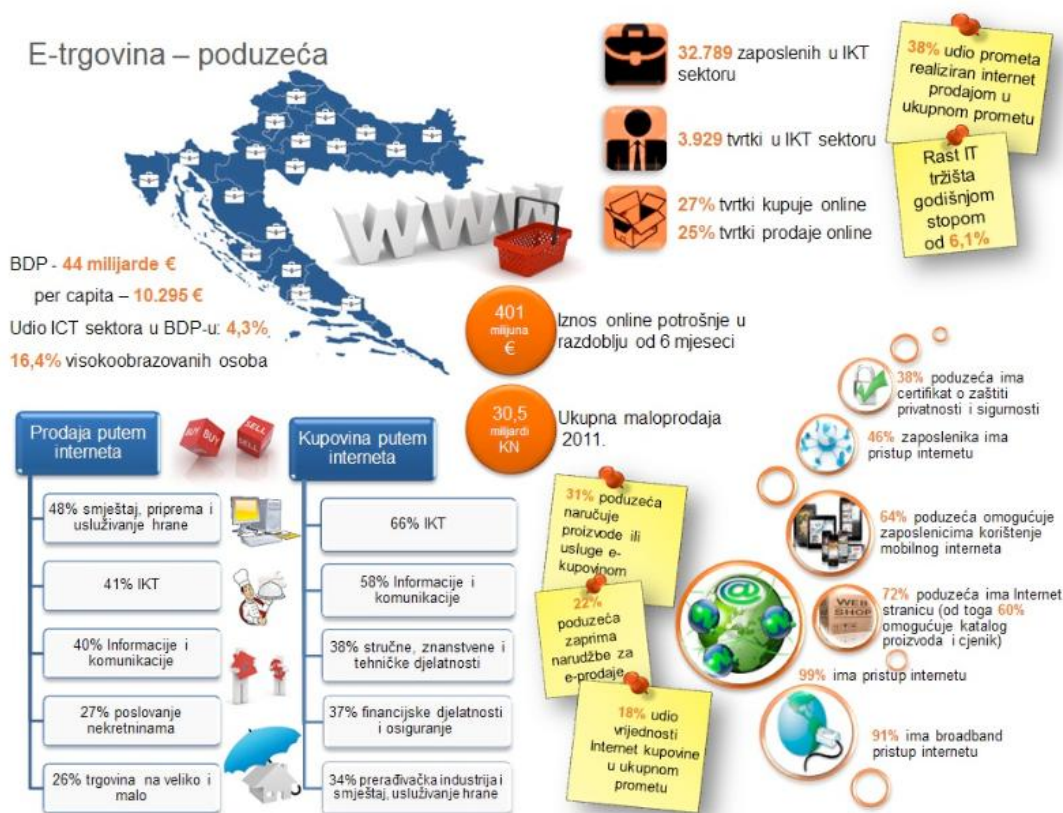 E-trgovina – poduzeća
32.789 zaposlenih u IKT
sektoru
3.929 tvrtki u IKT sektoru
27% tvrtki kupuje online
25% tvrtki prodaje online
38% udio prometa
realiziran internet
prodajom u
ukupnom prometu
Rast IT
tržišta
godišnjom
stopom
od 6,1%
WWW
BDP - 44 milijarde €
per capita – 10.295 €
Udio ICT sektora u BDP-u: 4,3%
16,4% visokoobrazovanih osoba
401
milijuna
€
Iznos online potrošnje u
razdoblju od 6 mjeseci
30,5
milijardi
KN
Ukupna maloprodaja
2011.
Prodaja putem
interneta
BUY
BUY
SELL
SELL
Kupovina putem
interneta
48% smještaj, priprema i
usluživanje hrane
41% IKT
40% Informacije i
komunikacije
27% poslovanje
nekretninama
26% trgovina na veliko i
malo
66% IKT
58% Informacije i
komunikacije
38% stručne, znanstvene i
tehničke djelatnosti
37% financijske djelatnosti
i osiguranje
34% prerađivačka industrija i
smještaj, usluživanje hrane
31% poduzeća
naručuje
proizvode ili
usluge e-
kupovinom
22%
poduzeća
zaprima
narudžbe za
e-prodaje
18% udio
vrijednosti
Internet kupovine
u ukupnom
prometu
38% poduzeća ima
certifikat o zaštiti
privatnosti i sigurnosti
46% zaposlenika ima
pristup internetu
64% poduzeća omogućuje
zaposlenicima korištenje
mobilnog interneta
WEB
SHOP
72% poduzeća ima Internet
stranicu (od toga 60%
omogućuje katalog
proizvoda i cjenik)
@
99% ima pristup internetu
91% ima broadband
pristup internetu